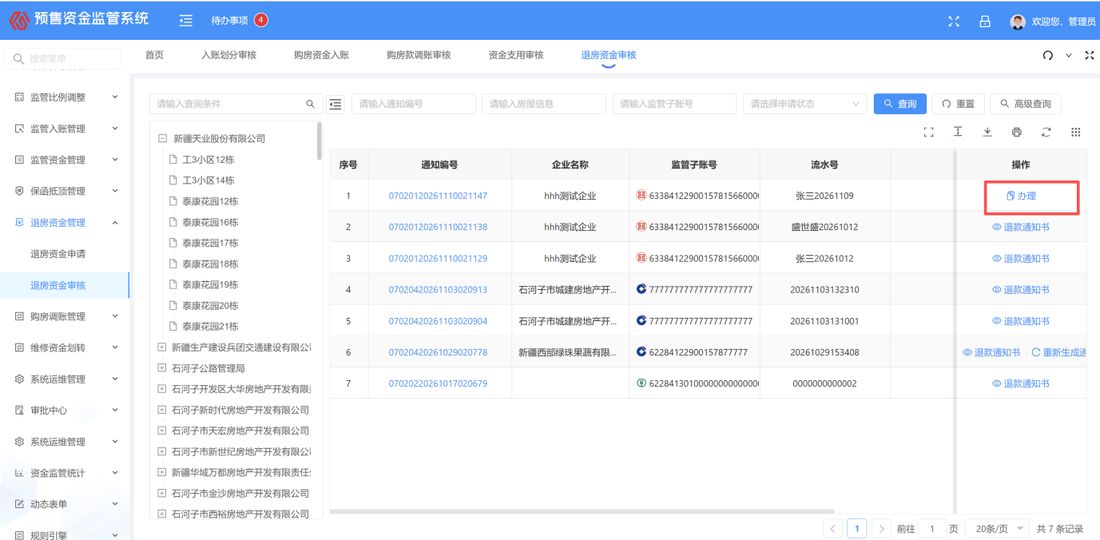 预售资金监管系统 待办事项 4 欢迎您，管理员
搜索菜单 首页 入账划分审核 购房资金入账 购房款调账审核 资金支用审核 退房资金审核
监管比例调整
监管入账管理
监管资金管理
保函抵顶管理
退房资金管理
退房资金申请
退房资金审核
购房调账管理
维修资金划转
系统运维管理
审批中心
系统运维管理
资金监管统计
动态表单
规则引擎
请输入查询条件 请输入通知编号 请输入房屋信息 请输入监管子账号 请选择申请状态 查询 重置 高级查询
新疆天业股份有限公司
工3小区12栋
工3小区14栋
泰康花园12栋
泰康花园16栋
泰康花园17栋
泰康花园18栋
泰康花园19栋
泰康花园20栋
泰康花园21栋
新疆生产建设兵团交通建设有限公
石河子公路管理局
石河子开发区大华房地产开发有限
石河子新时代房地产开发有限公司
石河子市天宏房地产开发有限公司
石河子市新世纪房地产开发有限公
新疆华域万都房地产开发有限责任
石河子市金沙房地产开发有限公司
石河子市西裕房地产开发有限公司
序号 通知编号 企业名称 监管子账号 流水号 操作
1 07020120261110021147 hhh测试企业 633841229001578156600 张三20261109 办理
2 07020120261110021138 hhh测试企业 633841229001578156600 盛世盛20261012 退款通知书
3 07020120261110021129 hhh测试企业 633841229001578156600 张三20261012 退款通知书
4 07020420261103020913 石河子市城建房地产开... 777777777777777777777 20261103132310 退款通知书
5 07020420261103020904 石河子市城建房地产开... 777777777777777777777 20261103131001 退款通知书
6 07020420261029020778 新疆西部绿珠果蔬有限... 62284122900157877777 20261029153408 退款通知书 重新生成通
7 07020220261017020679 6228413010000000000000 0000000000002 退款通知书
1 前往 1 页 20条/页 共 7 条记录